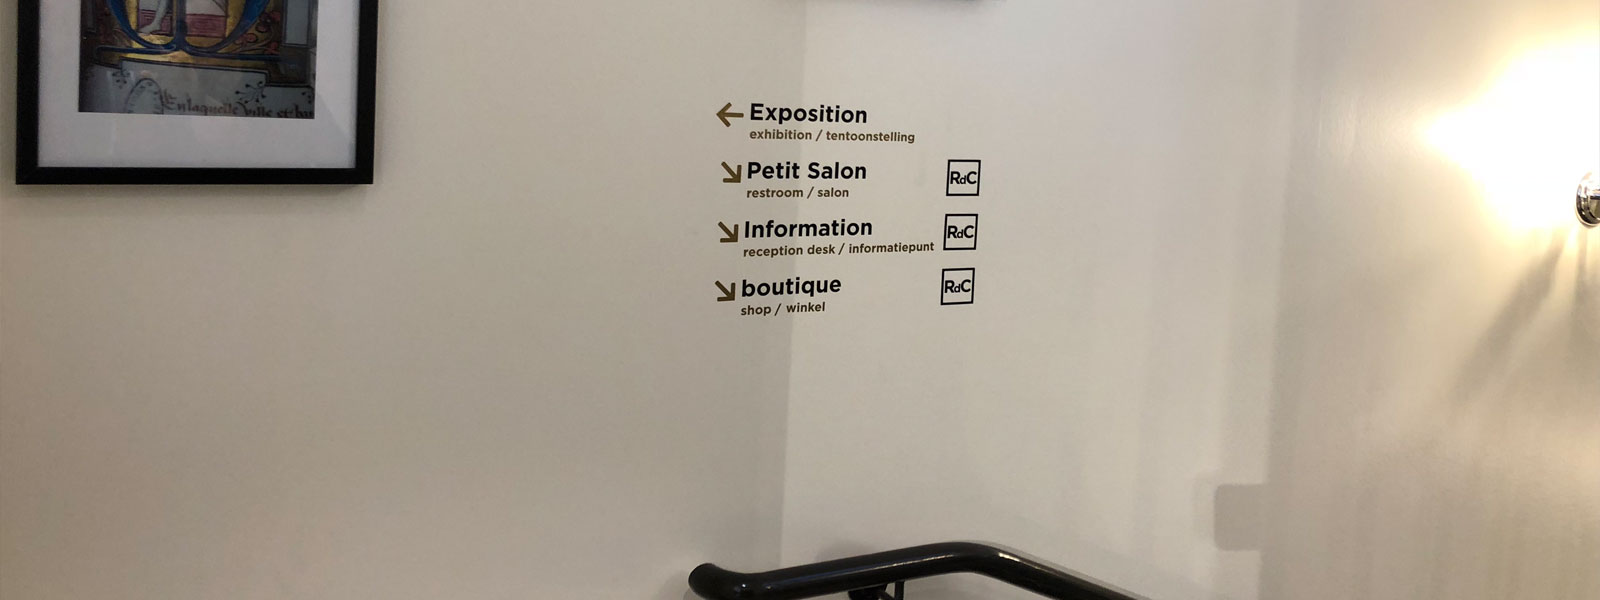 En laquelle ville et
Exposition
exhibition / tentoonstelling
Petit Salon
restroom / salon
RdC
Information
reception desk / informatiepunt
RdC
boutique
shop / winkel
RdC